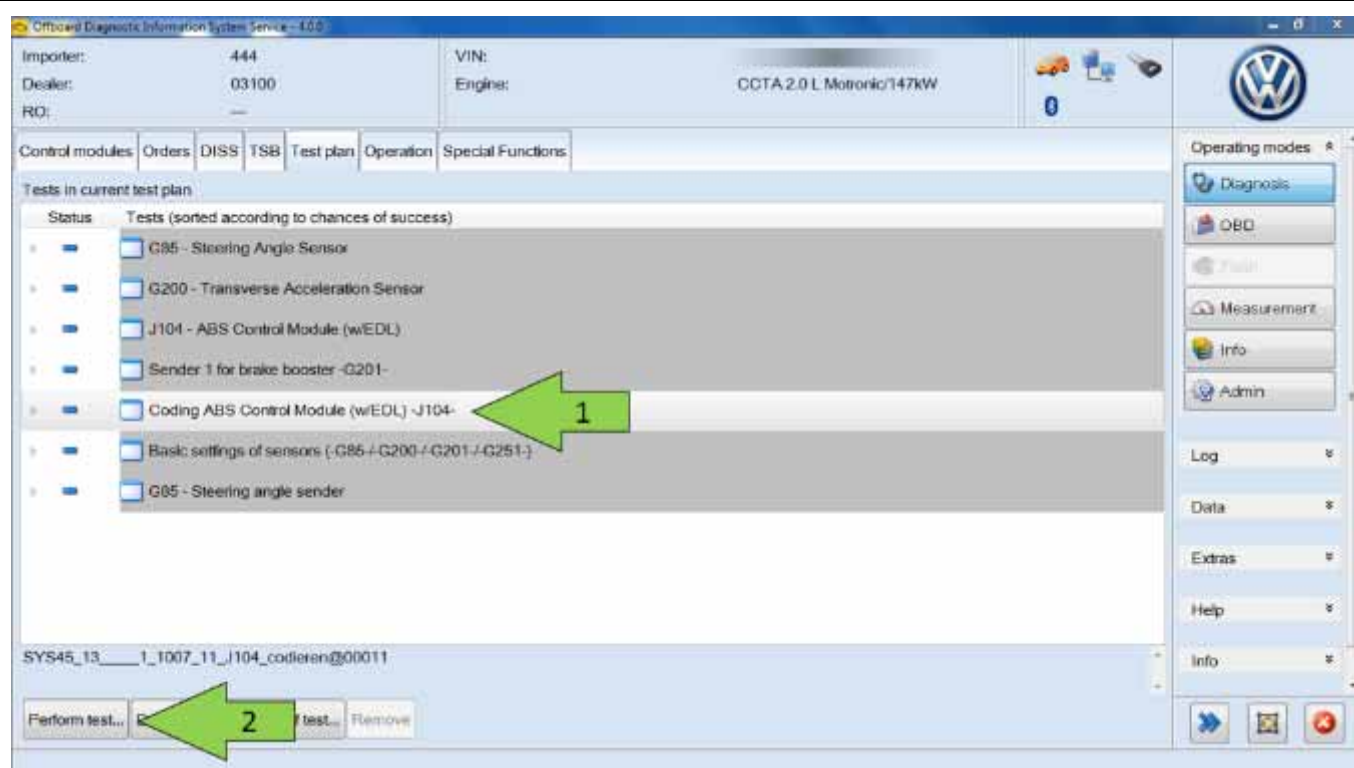 Offboard Diagnostic Information System Service - 4.0.0
Importer: 444 VIN:
Dealer: 03100 Engine: CCTA 2.0 L Motronic/147kW
RO: ---
Control modules Orders DISS TSB Test plan Operation Special Functions
Operating modes
Tests in current test plan
Diagnosis
Status Tests (sorted according to chances of success)
OBD
G85 - Steering Angle Sensor
G200 - Transverse Acceleration Sensor
Measurement
J104 - ABS Control Module (w/EDL)
Info
Sender 1 for brake booster -G201-
Admin
Coding ABS Control Module (w/EDL) -J104-
1
Basic settings of sensors (-G85-/-G200-/-G201-/-G251-)
Log
G85 - Steering angle sender
Data
Extras
Help
SYS45_13____1_1007_11_J104_codieren@00011
Info
Perform test... 2 test... Remove